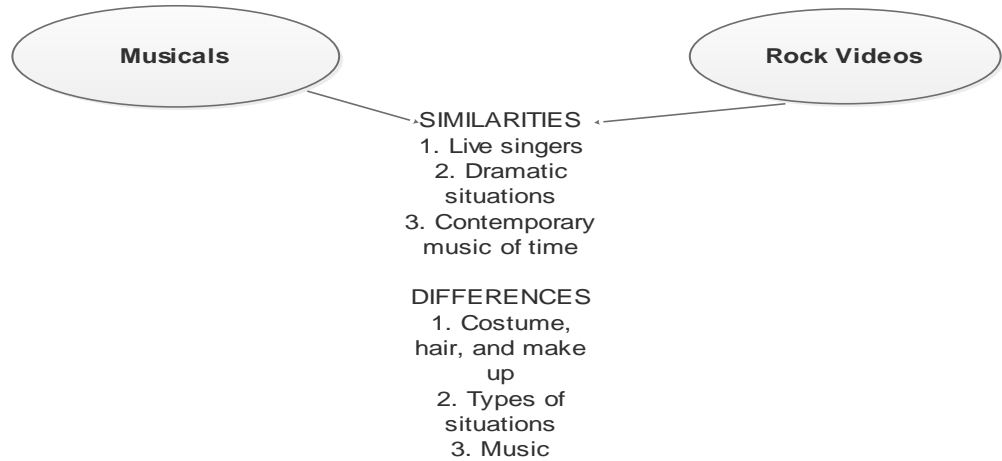 Musicals
Rock Videos
SIMILARITIES
1. Live singers
2. Dramatic
situations
3. Contemporary
music of time
DIFFERENCES
1. Costume,
hair, and make
up
2. Types of
situations
3. Music